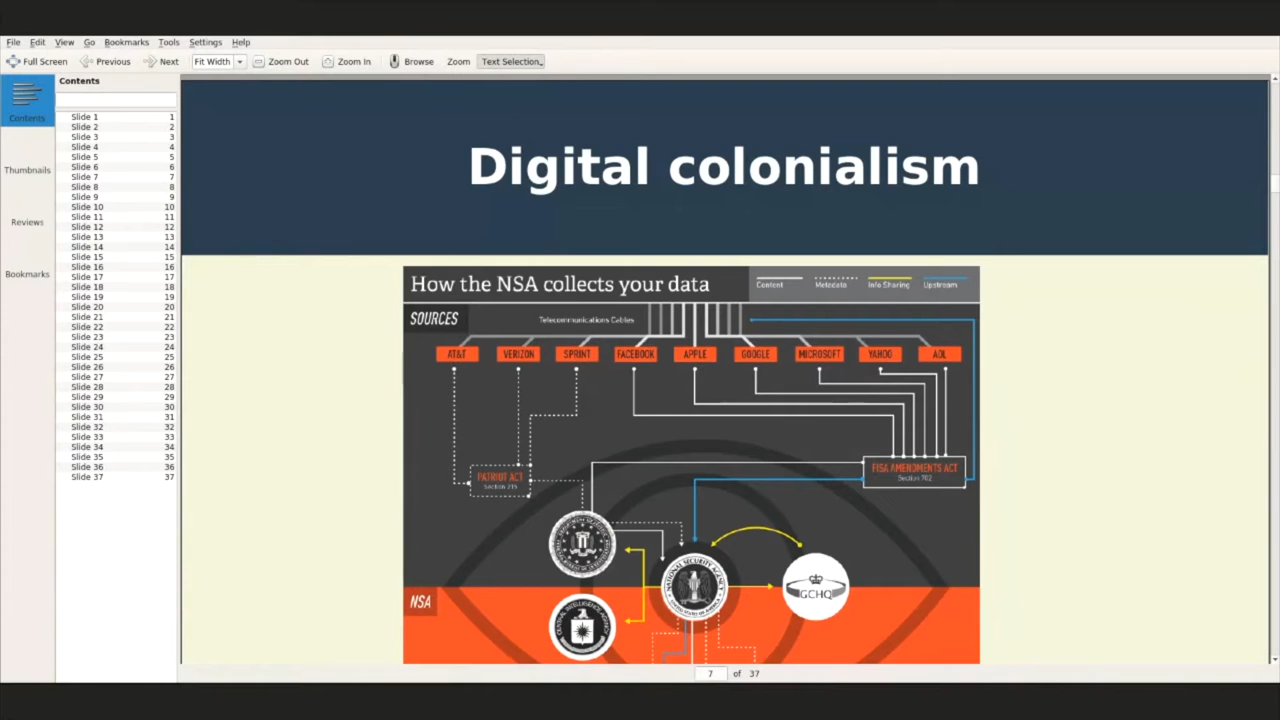 File Edit View Go Bookmarks Tools Settings Help
Full Screen Previous Next Fit Width Zoom Out Zoom In Browse Zoom Text Selection
Contents
Contents
Thumbnails
Reviews
Bookmarks
Slide 1 1
Slide 2 2
Slide 3 3
Slide 4 4
Slide 5 5
Slide 6 6
Slide 7 7
Slide 8 8
Slide 9 9
Slide 10 10
Slide 11 11
Slide 12 12
Slide 13 13
Slide 14 14
Slide 15 15
Slide 16 16
Slide 17 17
Slide 18 18
Slide 19 19
Slide 20 20
Slide 21 21
Slide 22 22
Slide 23 23
Slide 24 24
Slide 25 25
Slide 26 26
Slide 27 27
Slide 28 28
Slide 29 29
Slide 30 30
Slide 31 31
Slide 32 32
Slide 33 33
Slide 34 34
Slide 35 35
Slide 36 36
Slide 37 37
Digital colonialism
How the NSA collects your data
Content Metadata Info Sharing Upstream
SOURCES
Telecommunications Cables
AT&T VERIZON SPRINT FACEBOOK APPLE GOOGLE MICROSOFT YAHOO AOL
PATRIOT ACT
Section 215
FISA AMENDMENTS ACT
Section 702
NATIONAL SECURITY AGENCY
GCHQ
NSA
CENTRAL INTELLIGENCE AGENCY
7 of 37